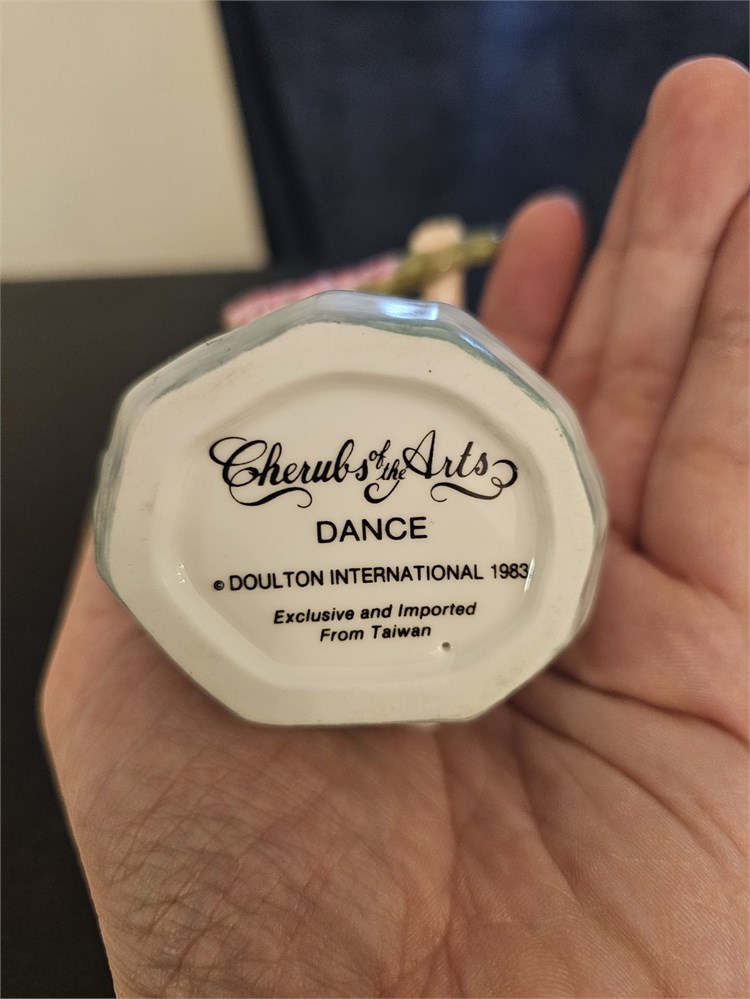 Cherubs of the Arts
DANCE
© DOULTON INTERNATIONAL 1983
Exclusive and Imported
From Taiwan